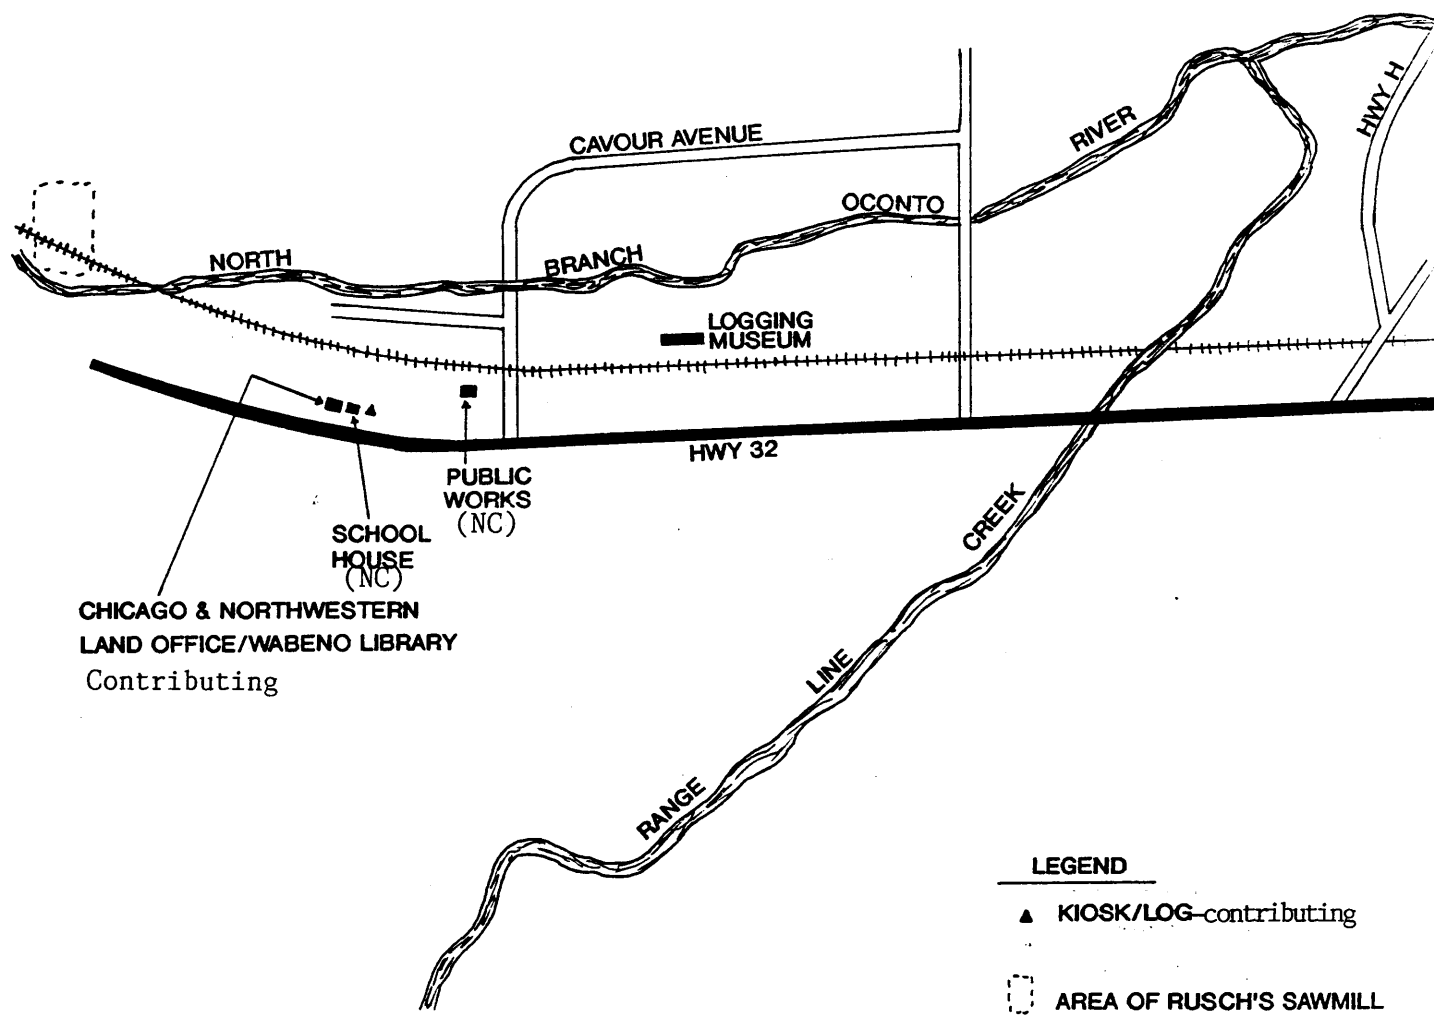 HWY H
CAVOUR AVENUE
RIVER
OCONTO
NORTH
BRANCH
LOGGING
MUSEUM
HWY 32
PUBLIC
WORKS
(NC)
SCHOOL
HOUSE
(NC)
CHICAGO & NORTHWESTERN
LAND OFFICE/WABENO LIBRARY
Contributing
CREEK
LINE
RANGE
LEGEND
KIOSK/LOG-contributing
AREA OF RUSCH'S SAWMILL